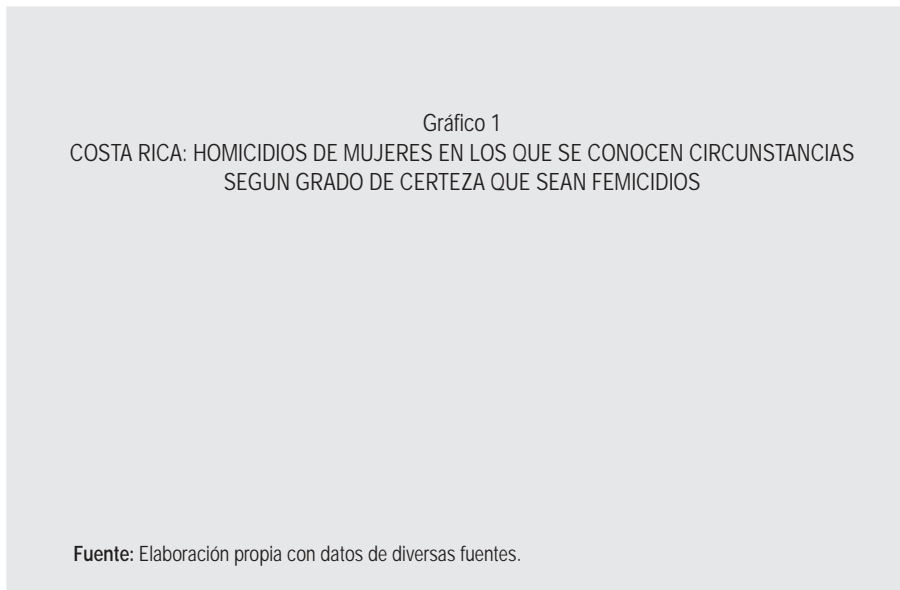 Gráfico 1
COSTA RICA: HOMICIDIOS DE MUJERES EN LOS QUE SE CONOCEN CIRCUNSTANCIAS
SEGUN GRADO DE CERTEZA QUE SEAN FEMICIDIOS
Fuente: Elaboración propia con datos de diversas fuentes.